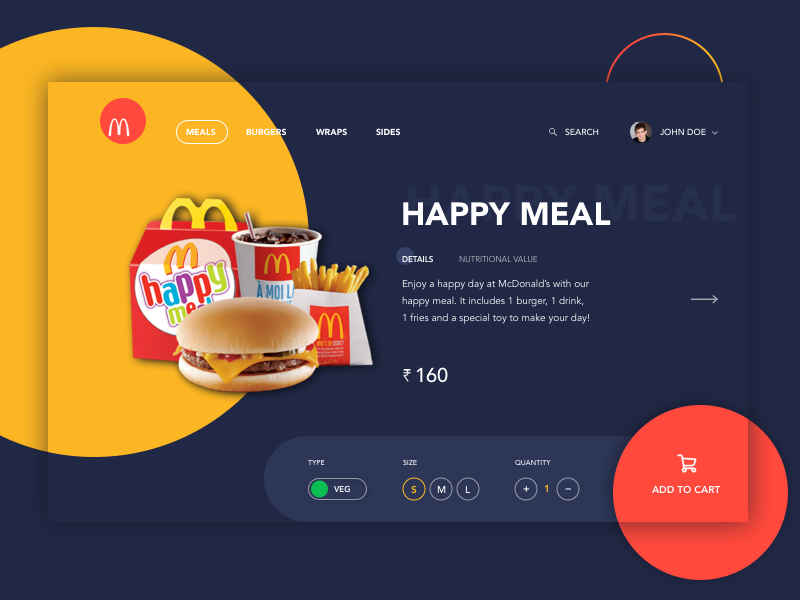 MEALS
BURGERS
WRAPS
SIDES
SEARCH
JOHN DOE
HAPPY MEAL
HAPPY MEAL
DETAILS
NUTRITIONAL VALUE
Enjoy a happy day at McDonald's with our
happy meal. It includes 1 burger, 1 drink,
1 fries and a special toy to make your day!
₹ 160
happy
me
À MOI L
TYPE
SIZE
QUANTITY
VEG
S
M
L
+
1
−
ADD TO CART